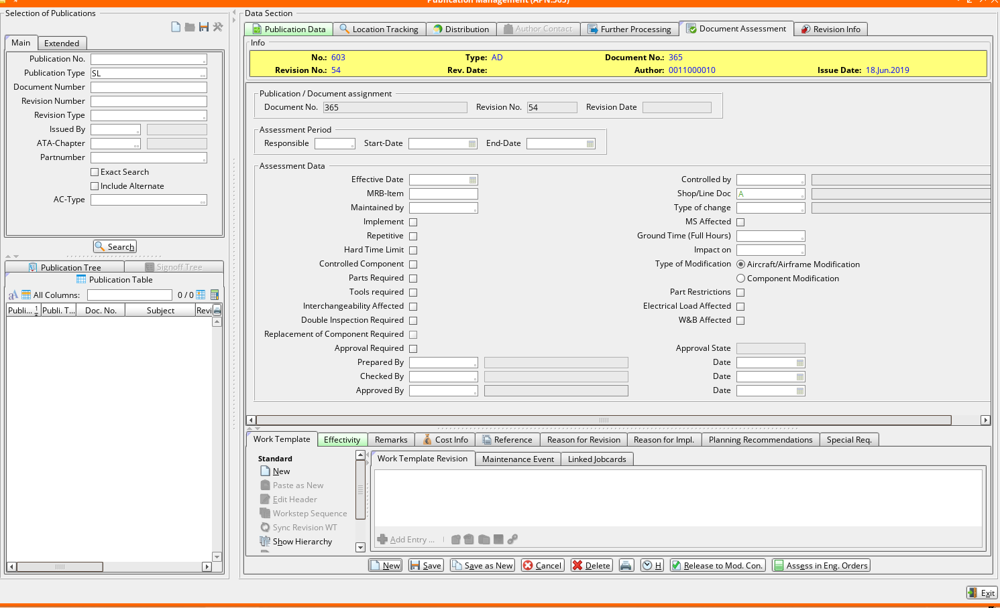 Publication Management (APN.365)
Selection of Publications
Main
Extended
Publication No.
Publication Type SL
Document Number
Revision Number
Revision Type
Issued By
ATA-Chapter
Partnumber
Exact Search
Include Alternate
AC-Type
Search
Publication Tree
Signoff Tree
Publication Table
All Columns: 0 / 0
Publi... 1 Publi. T... Doc. No. Subject Revi
Data Section
Publication Data
Location Tracking
Distribution
Author Contact
Further Processing
Document Assessment
Revision Info
Info
No.: 603 Type: AD Document No.: 365
Revision No.: 54 Rev. Date: Author: 0011000010 Issue Date: 18.Jun.2019
Publication / Document assignment
Document No. 365 Revision No. 54 Revision Date
Assessment Period
Responsible Start-Date End-Date
Assessment Data
Effective Date Controlled by
MRB-Item Shop/Line Doc A
Maintained by Type of change
Implement MS Affected
Repetitive Ground Time (Full Hours)
Hard Time Limit Impact on
Controlled Component Type of Modification Aircraft/Airframe Modification
Parts Required Component Modification
Tools required Part Restrictions
Interchangeability Affected Electrical Load Affected
Double Inspection Required W&B Affected
Replacement of Component Required
Approval Required Approval State
Prepared By Date
Checked By Date
Approved By Date
Work Template
Effectivity
Remarks
Cost Info
Reference
Reason for Revision
Reason for Impl.
Planning Recommendations
Special Req.
Standard
New
Paste as New
Edit Header
Workstep Sequence
Sync Revision WT
Show Hierarchy
Work Template Revision
Maintenance Event
Linked Jobcards
Add Entry ...
New
Save
Save as New
Cancel
Delete
H
Release to Mod. Con.
Assess in Eng. Orders
Exit